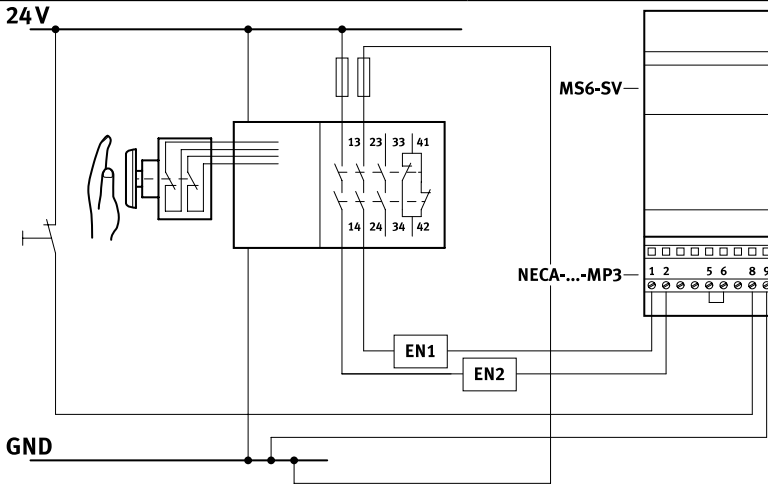 24 V
MS6-SV
13 23 33 41
14 24 34 42
NECA-...-MP3
1 2 5 6 8 9
EN1
EN2
GND